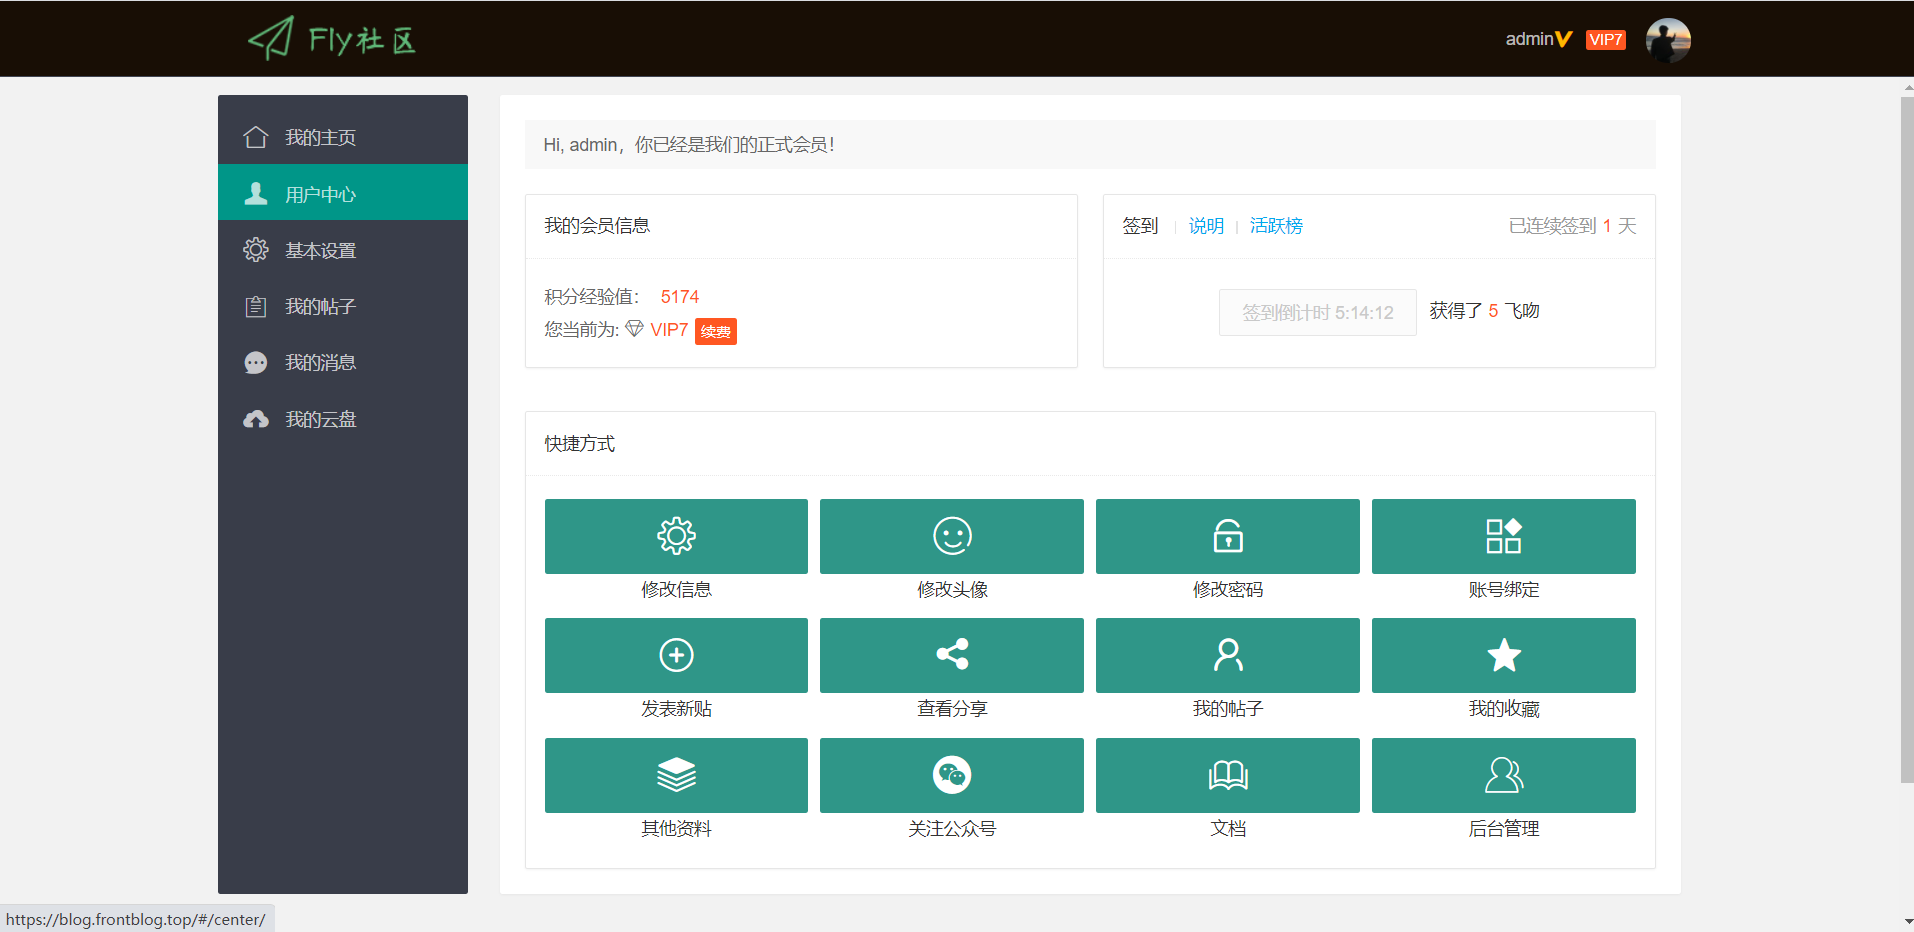 Fly社区
admin VIP7
我的主页
用户中心
基本设置
我的帖子
我的消息
我的云盘
Hi, admin，你已经是我们的正式会员！
我的会员信息
积分经验值： 5174
您当前为: VIP7 续费
签到 | 说明 | 活跃榜 已连续签到 1 天
签到倒计时 5:14:12 获得了 5 飞吻
快捷方式
修改信息 修改头像 修改密码 账号绑定
发表新贴 查看分享 我的帖子 我的收藏
其他资料 关注公众号 文档 后台管理
https://blog.frontblog.top/#/center/